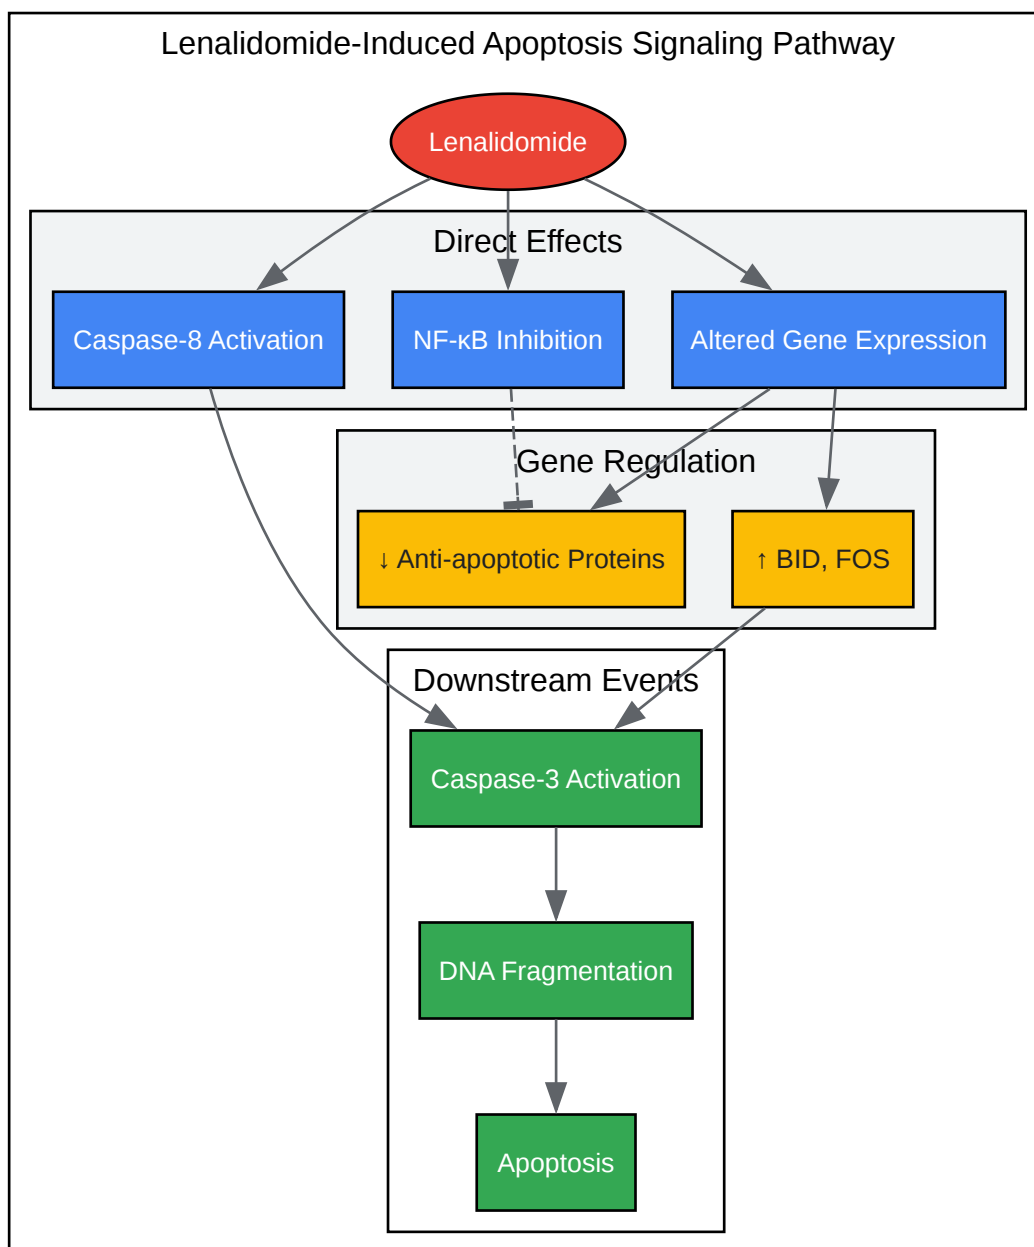 Lenalidomide-Induced Apoptosis Signaling Pathway
Lenalidomide
Direct Effects
Caspase-8 Activation
NF-κB Inhibition
Altered Gene Expression
Gene Regulation
↓ Anti-apoptotic Proteins
↑ BID, FOS
Downstream Events
Caspase-3 Activation
DNA Fragmentation
Apoptosis